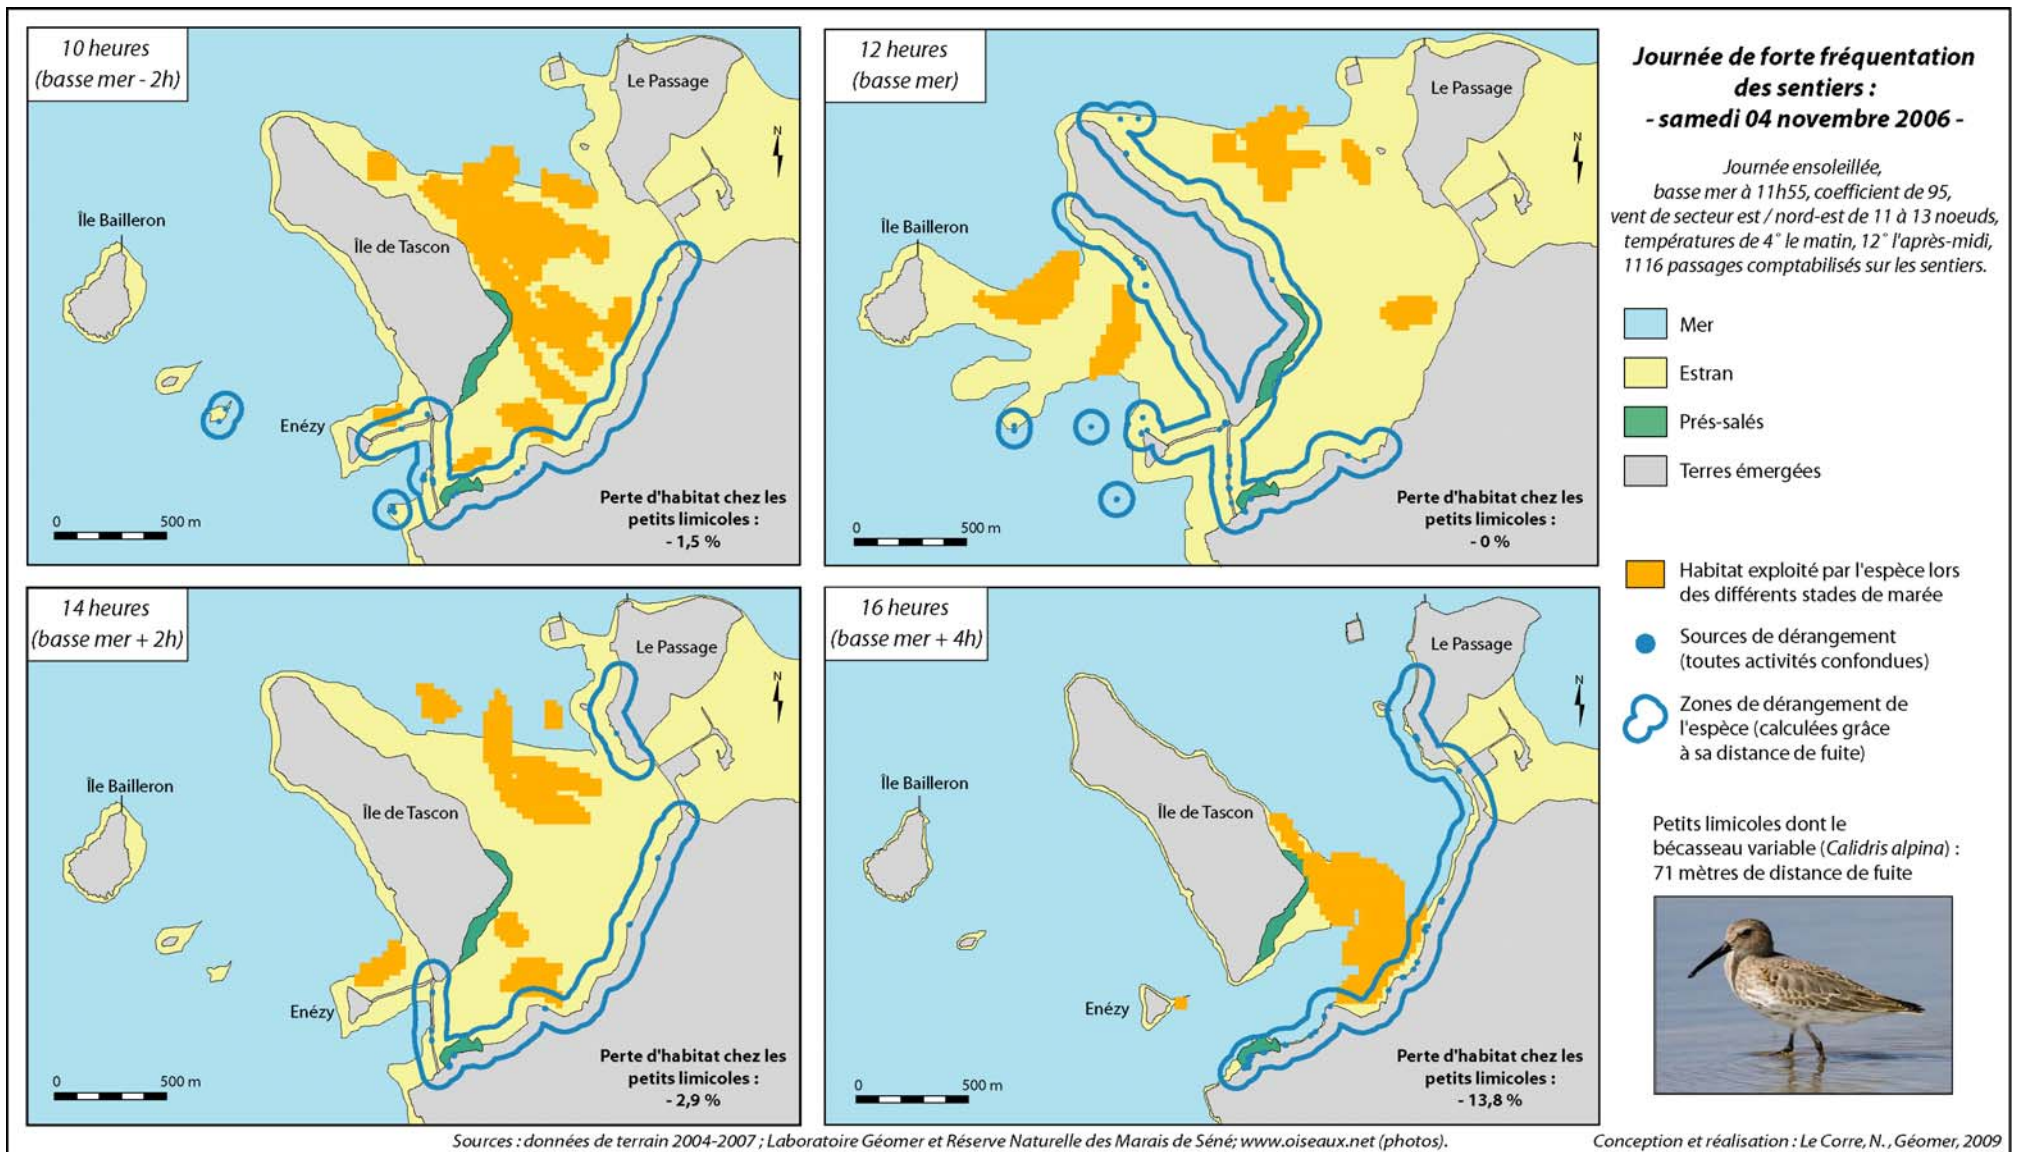 10 heures
(basse mer - 2h)
Le Passage
N
Île Bailleron
Île de Tascon
Enézy
0 500 m
Perte d'habitat chez les
petits limicoles :
- 1,5 %
12 heures
(basse mer)
Le Passage
N
0 500 m
Perte d'habitat chez les
petits limicoles :
- 0 %
14 heures
(basse mer + 2h)
Le Passage
N
Île Bailleron
Île de Tascon
Enézy
0 500 m
Perte d'habitat chez les
petits limicoles :
- 2,9 %
16 heures
(basse mer + 4h)
Le Passage
N
Île Bailleron
Île de Tascon
Enézy
0 500 m
Perte d'habitat chez les
petits limicoles :
- 13,8 %
Journée de forte fréquentation
des sentiers :
- samedi 04 novembre 2006 -
Journée ensoleillée,
basse mer à 11h55, coefficient de 95,
vent de secteur est / nord-est de 11 à 13 noeuds,
températures de 4° le matin, 12° l'après-midi,
1116 passages comptabilisés sur les sentiers.
Mer
Estran
Prés-salés
Terres émergées
Habitat exploité par l'espèce lors
des différents stades de marée
Sources de dérangement
(toutes activités confondues)
Zones de dérangement de
l'espèce (calculées grâce
à sa distance de fuite)
Petits limicoles dont le
bécasseau variable (Calidris alpina) :
71 mètres de distance de fuite
Sources : données de terrain 2004-2007 ; Laboratoire Géomer et Réserve Naturelle des Marais de Séné; www.oiseaux.net (photos).
Conception et réalisation : Le Corre, N. , Géomer, 2009